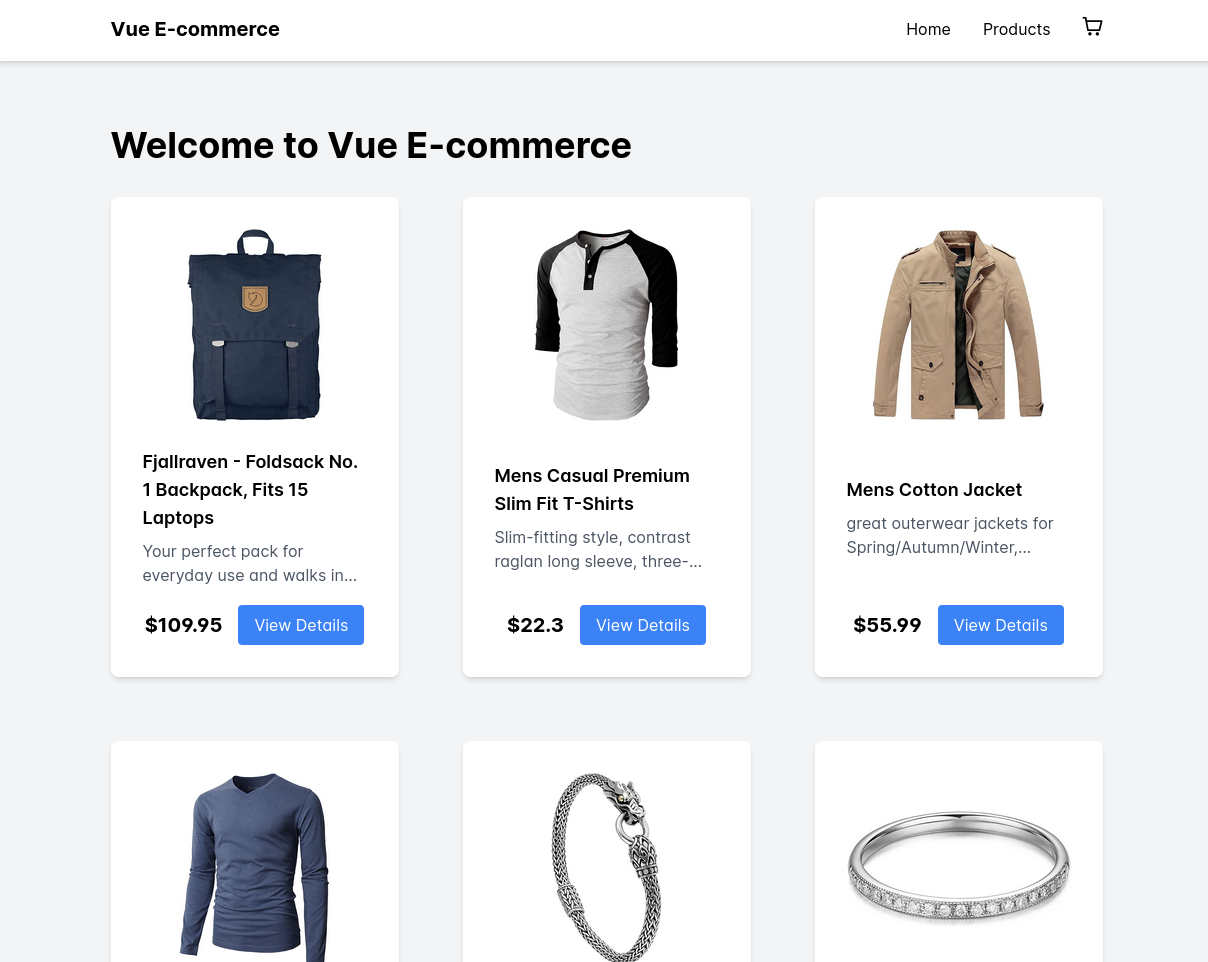 Vue E-commerce
Home
Products
Welcome to Vue E-commerce
Fjallraven - Foldsack No.
1 Backpack, Fits 15
Laptops
Your perfect pack for
everyday use and walks in...
$109.95
View Details
Mens Casual Premium
Slim Fit T-Shirts
Slim-fitting style, contrast
raglan long sleeve, three-...
$22.3
View Details
Mens Cotton Jacket
great outerwear jackets for
Spring/Autumn/Winter,...
$55.99
View Details